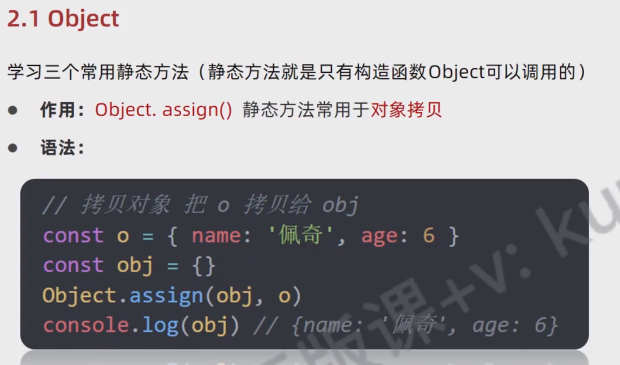 2.1 Object
学习三个常用静态方法（静态方法就是只有构造函数Object可以调用的）
● 作用：Object. assign() 静态方法常用于对象拷贝
● 语法：
// 拷贝对象 把 o 拷贝给 obj
const o = { name: '佩奇', age: 6 }
const obj = {}
Object.assign(obj, o)
console.log(obj) // {name: '佩奇', age: 6}
版课+v: ku